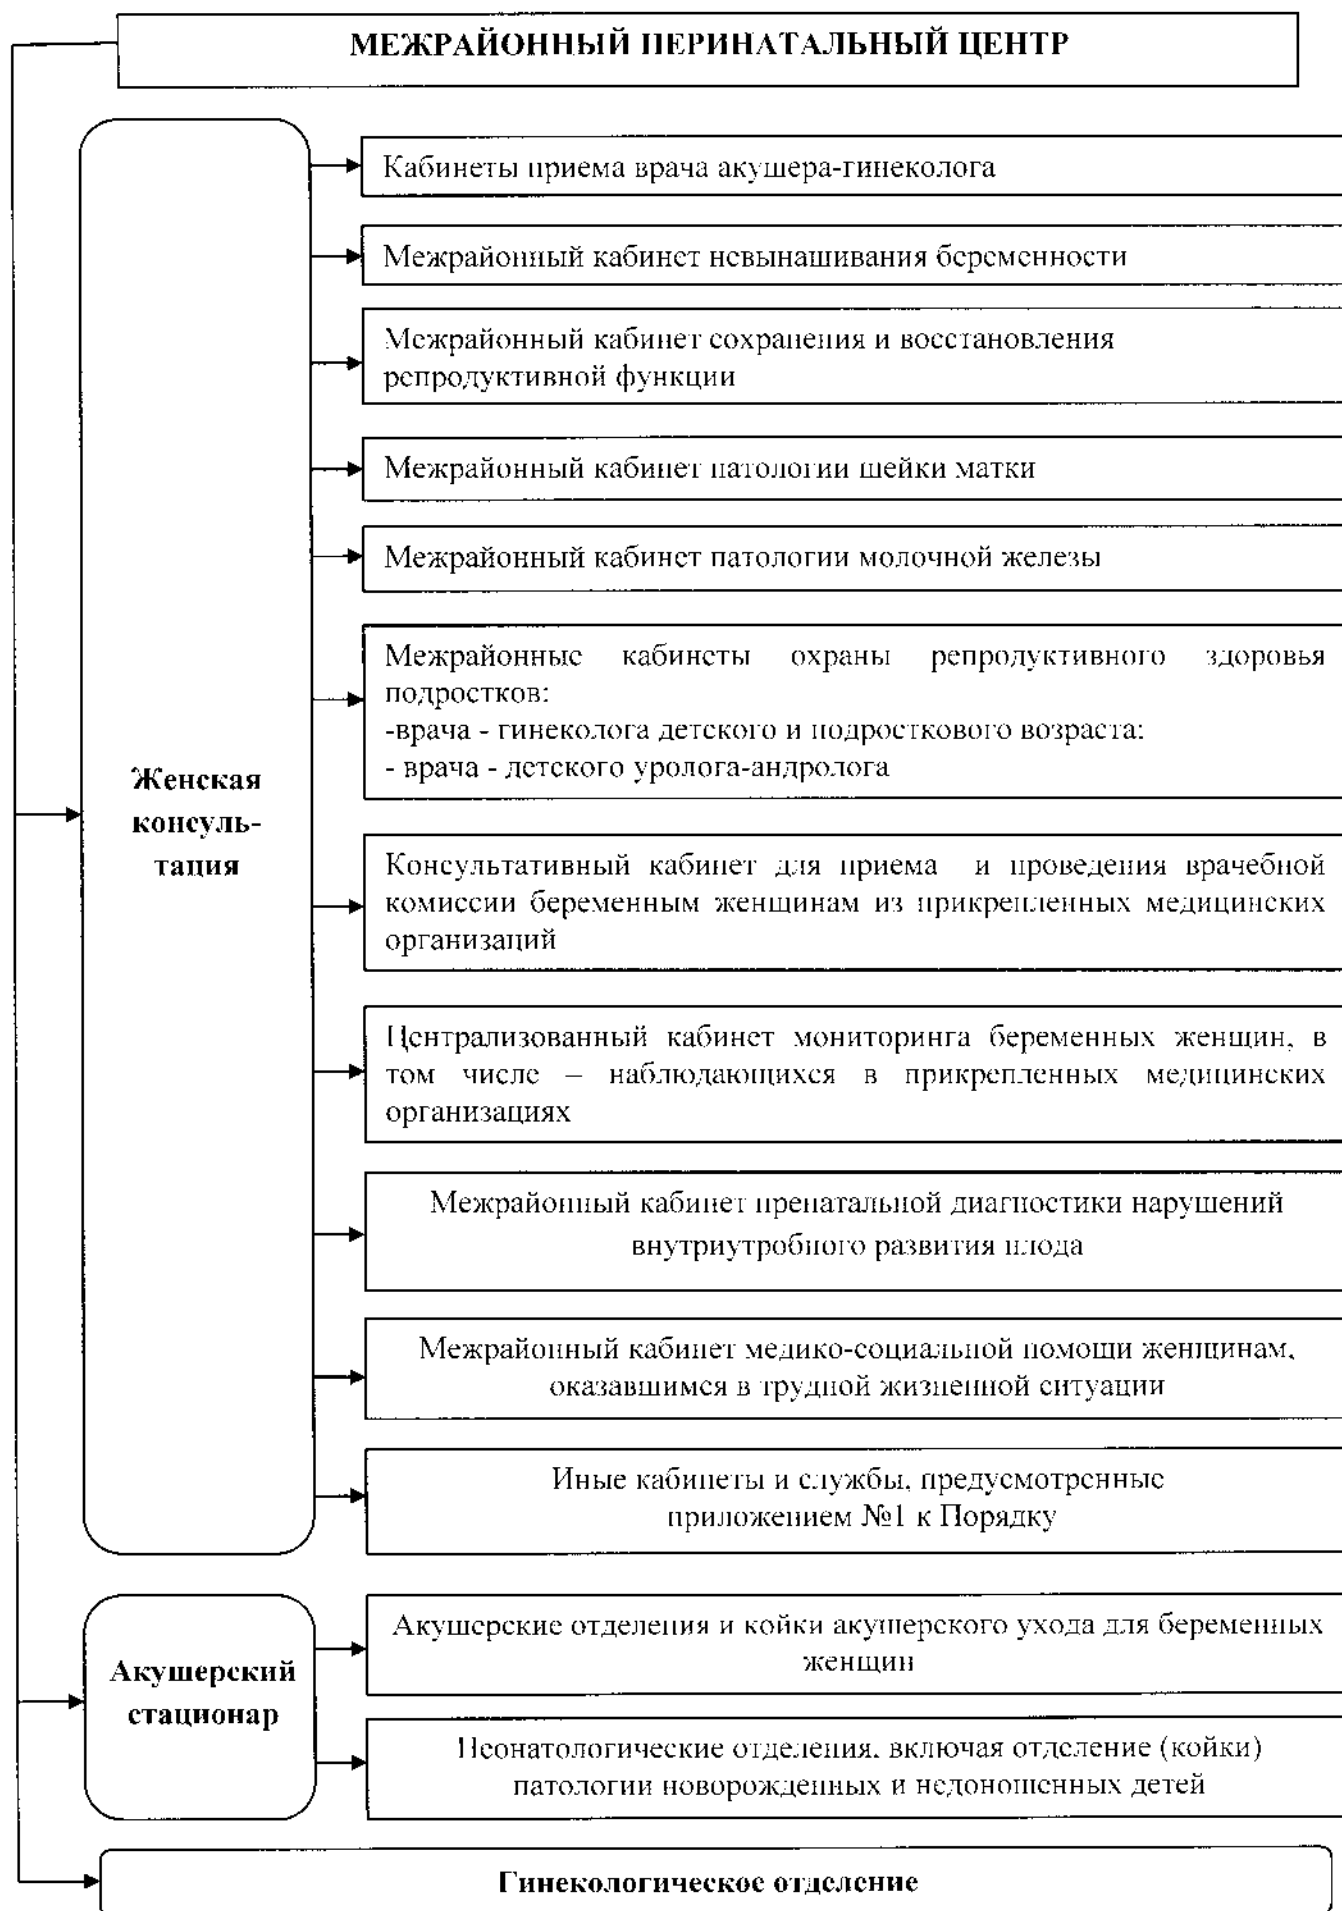 МЕЖРАЙОННЫЙ ПЕРИНАТАЛЬНЫЙ ЦЕНТР
Кабинеты приема врача акушера-гинеколога
Межрайонный кабинет невынашивания беременности
Межрайонный кабинет сохранения и восстановления
репродуктивной функции
Межрайонный кабинет патологии шейки матки
Межрайонный кабинет патологии молочной железы
Межрайонные кабинеты охраны репродуктивного здоровья
подростков:
-врача - гинеколога детского и подросткового возраста:
- врача - детского уролога-андролога
Женская
консуль-
тация
Консультативный кабинет для приема и проведения врачебной
комиссии беременным женщинам из прикрепленных медицинских
организаций
Централизованный кабинет мониторинга беременных женщин, в
том числе – наблюдающихся в прикрепленных медицинских
организациях
Межрайонный кабинет пренатальной диагностики нарушений
внутриутробного развития плода
Межрайонный кабинет медико-социальной помощи женщинам,
оказавшимся в трудной жизненной ситуации
Иные кабинеты и службы, предусмотренные
приложением №1 к Порядку
Акушерский
стационар
Акушерские отделения и койки акушерского ухода для беременных
женщин
Неонатологические отделения, включая отделение (койки)
патологии новорожденных и недоношенных детей
Гинекологическое отделение